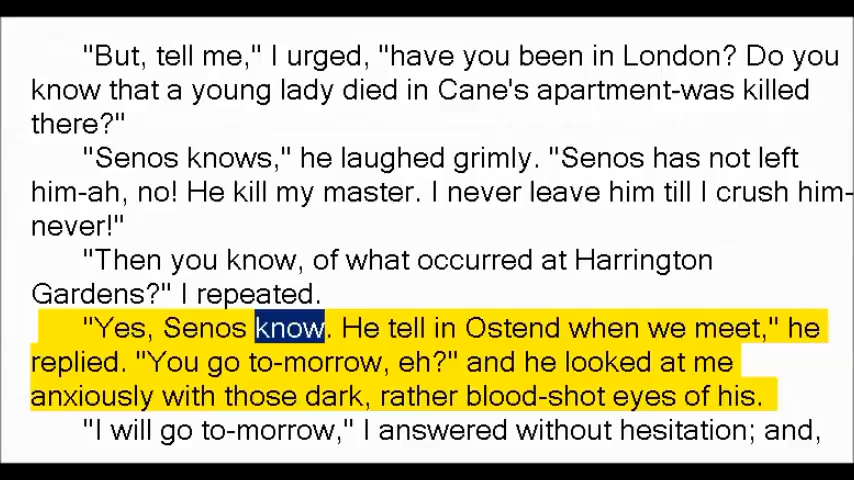 "But, tell me," I urged, "have you been in London? Do you
know that a young lady died in Cane's apartment-was killed
there?"
"Senos knows," he laughed grimly. "Senos has not left
him-ah, no! He kill my master. I never leave him till I crush him-
never!"
"Then you know, of what occurred at Harrington
Gardens?" I repeated.
"Yes, Senos know. He tell in Ostend when we meet," he
replied. "You go to-morrow, eh?" and he looked at me
anxiously with those dark, rather blood-shot eyes of his.
"I will go to-morrow," I answered without hesitation; and,